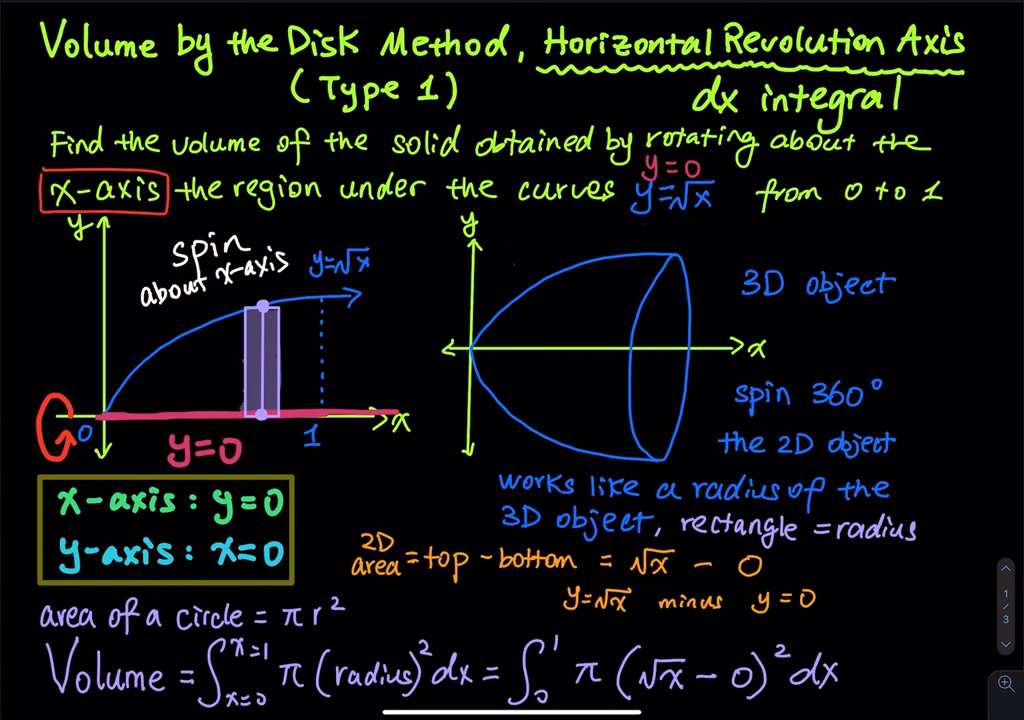 Volume by the Disk Method, Horizontal Revolution Axis
(Type 1) dx integral
Find the volume of the solid obtained by rotating about the
y=0
x-axis the region under the curves y=√x from 0 to 1
y
spin
about x-axis
y=√x
0
1
x
y=0
y
x
3D object
spin 360°
the 2D object
works like a radius of the
3D object, rectangle = radius
x-axis: y=0
y-axis: x=0
2D
area = top - bottom = √x - 0
y=√x minus y=0
area of a circle = πr²
Volume = ∫_{x=0}^{x=1} π(radius)² dx = ∫_0^1 π(√x - 0)² dx
1
/
3